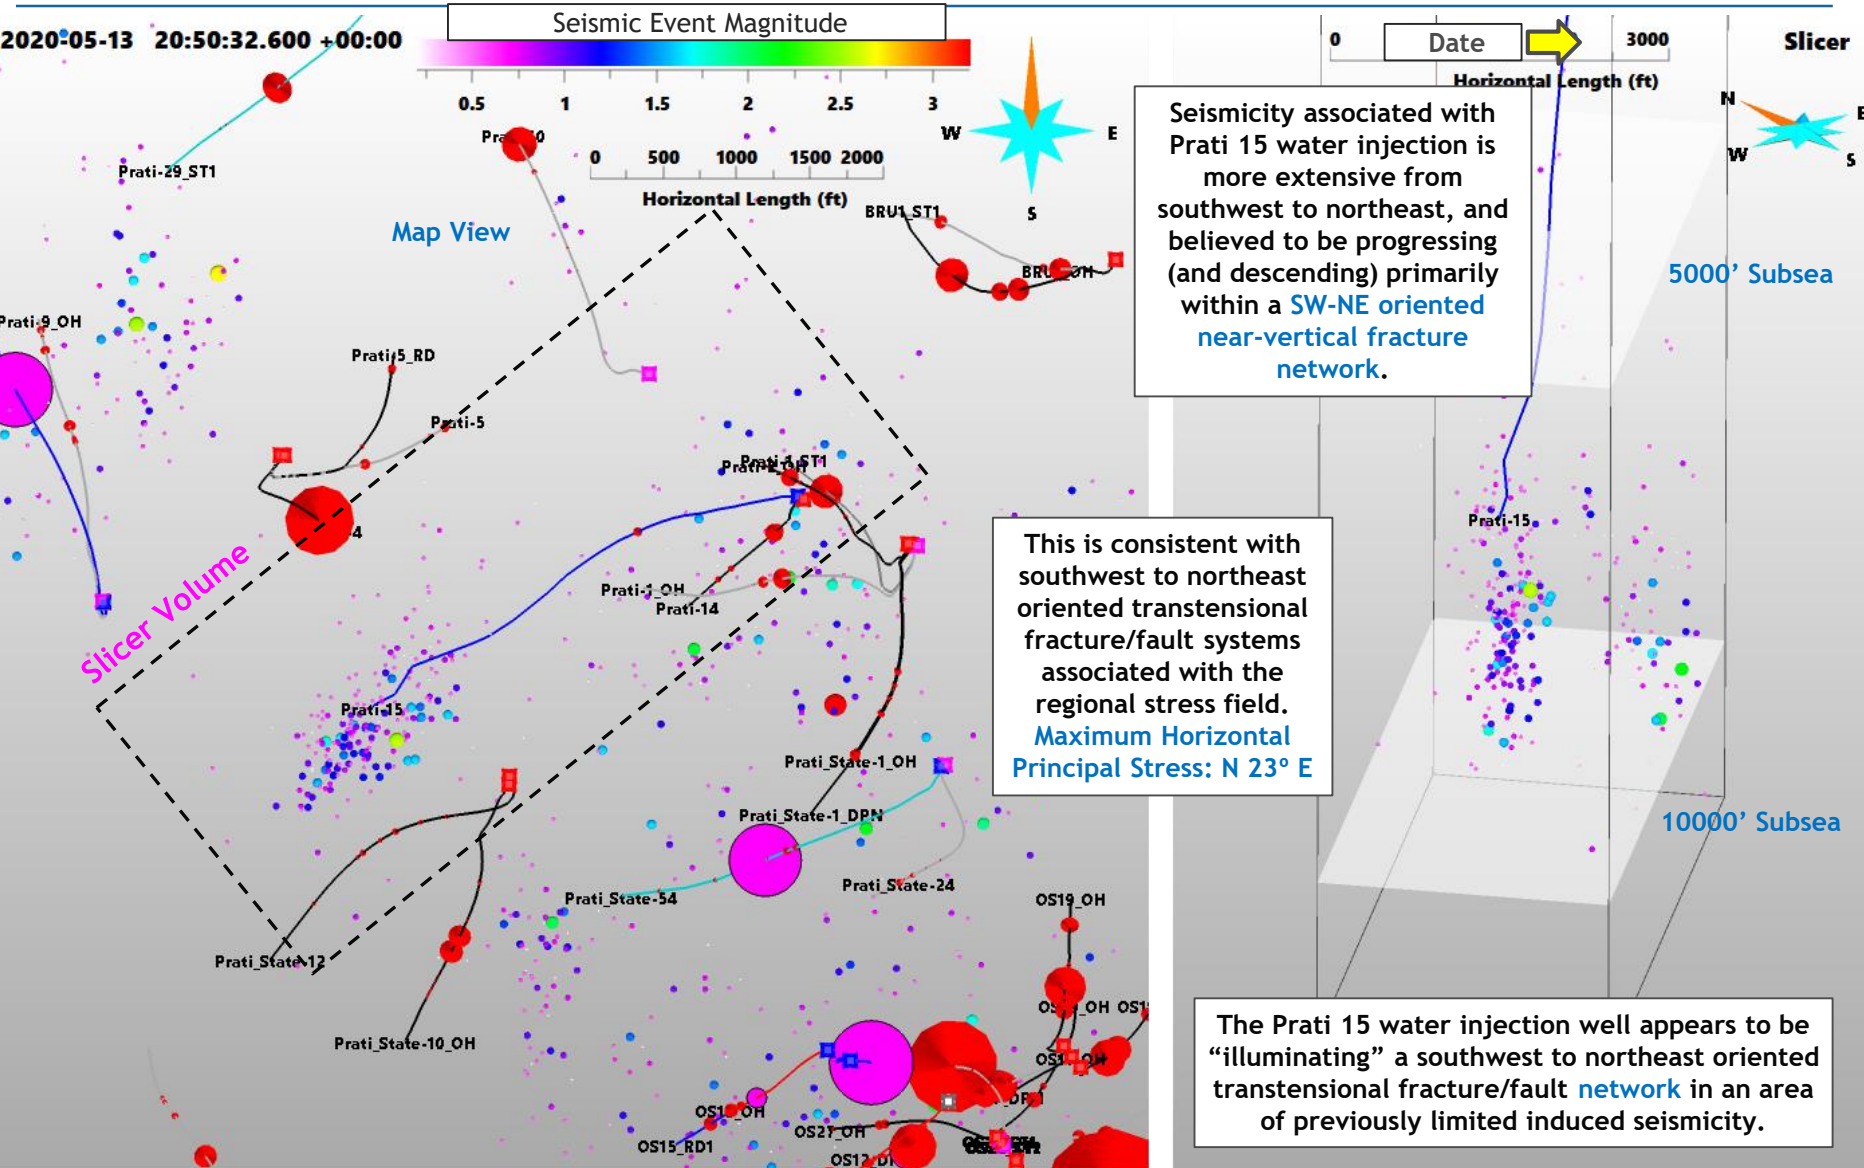 Seismic Event Magnitude
2020-05-13 20:50:32.600 +00:00
0.5 1 1.5 2 2.5 3
0 500 1000 1500 2000
Horizontal Length (ft)
W E
S
Map View
Prati-29_ST1
BRU1_ST1
Prati-9_OH
Prati-5_RD
Prati-5
Prati-1_ST1
Slicer Volume
Prati-1_OH
Prati-14
Prati-15
Prati_State-1_OH
Prati_State-1_DPN
Prati_State-54
Prati_State-24
Prati_State-12
Prati_State-10_OH
OS19_OH
OS15_RD1
OS27_OH
0 3000
Date
Horizontal Length (ft)
Slicer
N E
W S
Seismicity associated with
Prati 15 water injection is
more extensive from
southwest to northeast, and
believed to be progressing
(and descending) primarily
within a SW-NE oriented
near-vertical fracture
network.
5000’ Subsea
Prati-15
This is consistent with
southwest to northeast
oriented transtensional
fracture/fault systems
associated with the
regional stress field.
Maximum Horizontal
Principal Stress: N 23º E
10000’ Subsea
The Prati 15 water injection well appears to be
“illuminating” a southwest to northeast oriented
transtensional fracture/fault network in an area
of previously limited induced seismicity.